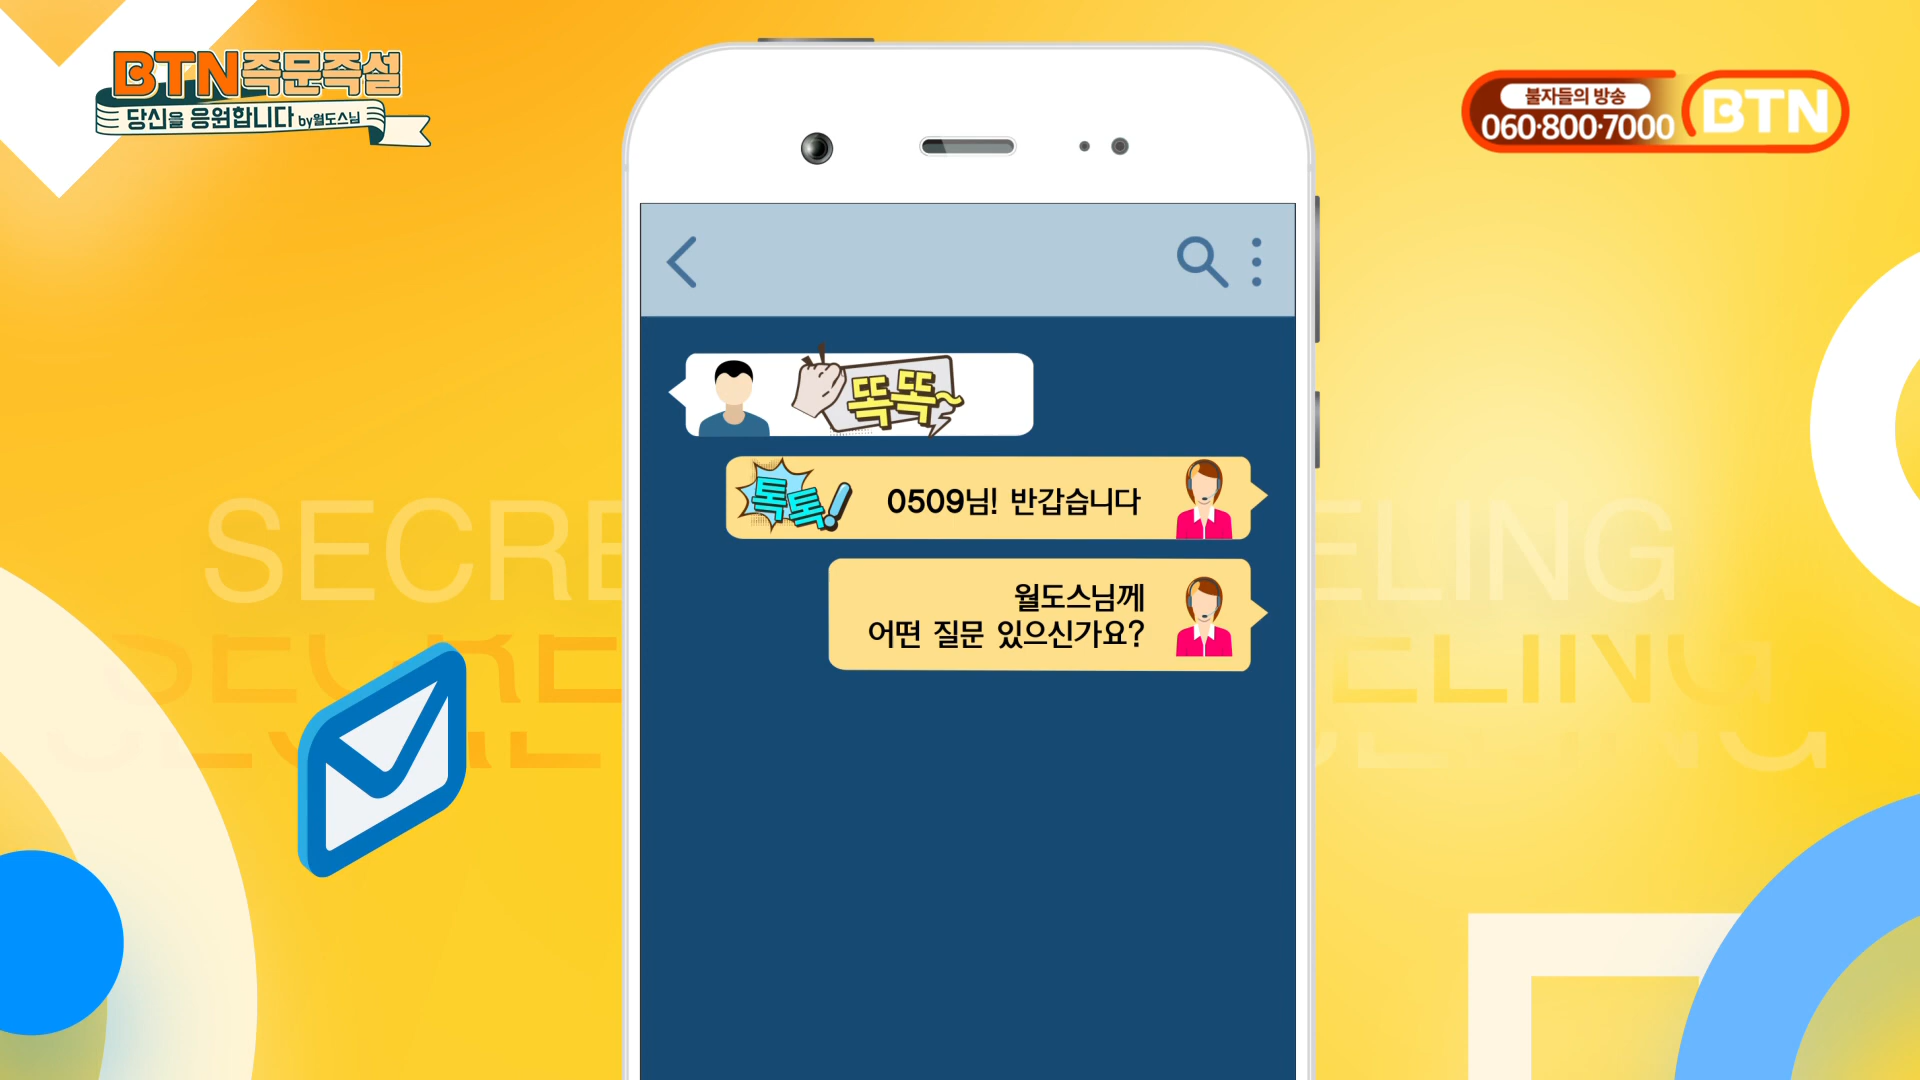 BTN즉문즉설
당신을 응원합니다 by월도스님
불자들의 방송
060·800·7000
BTN
똑똑~
톡톡! 0509님! 반갑습니다
월도스님께
어떤 질문 있으신가요?
SECRE
ELING
SECRE
ELING